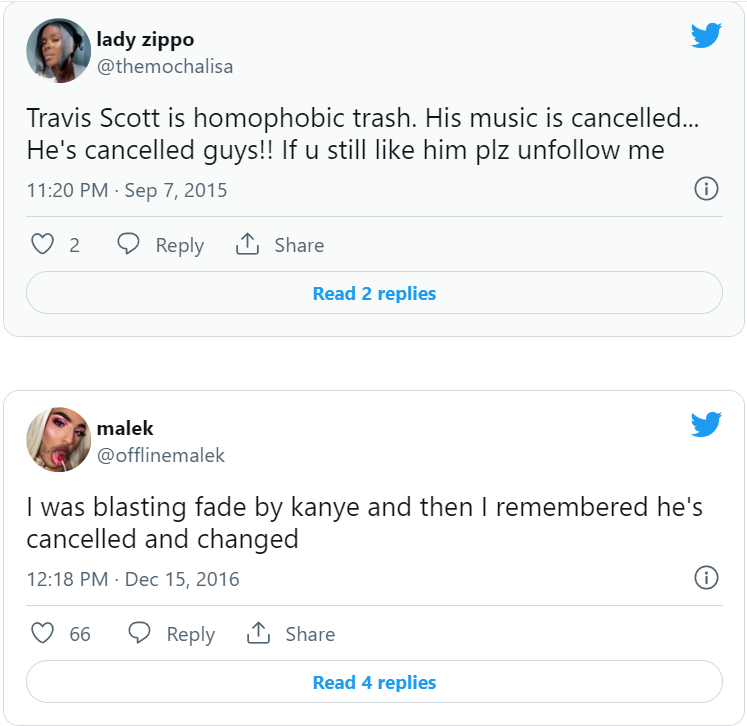 lady zippo
@themochalisa
Travis Scott is homophobic trash. His music is cancelled...
He's cancelled guys!! If u still like him plz unfollow me
11:20 PM · Sep 7, 2015
2 Reply Share
Read 2 replies
malek
@offlinemalek
I was blasting fade by kanye and then I remembered he's
cancelled and changed
12:18 PM · Dec 15, 2016
66 Reply Share
Read 4 replies